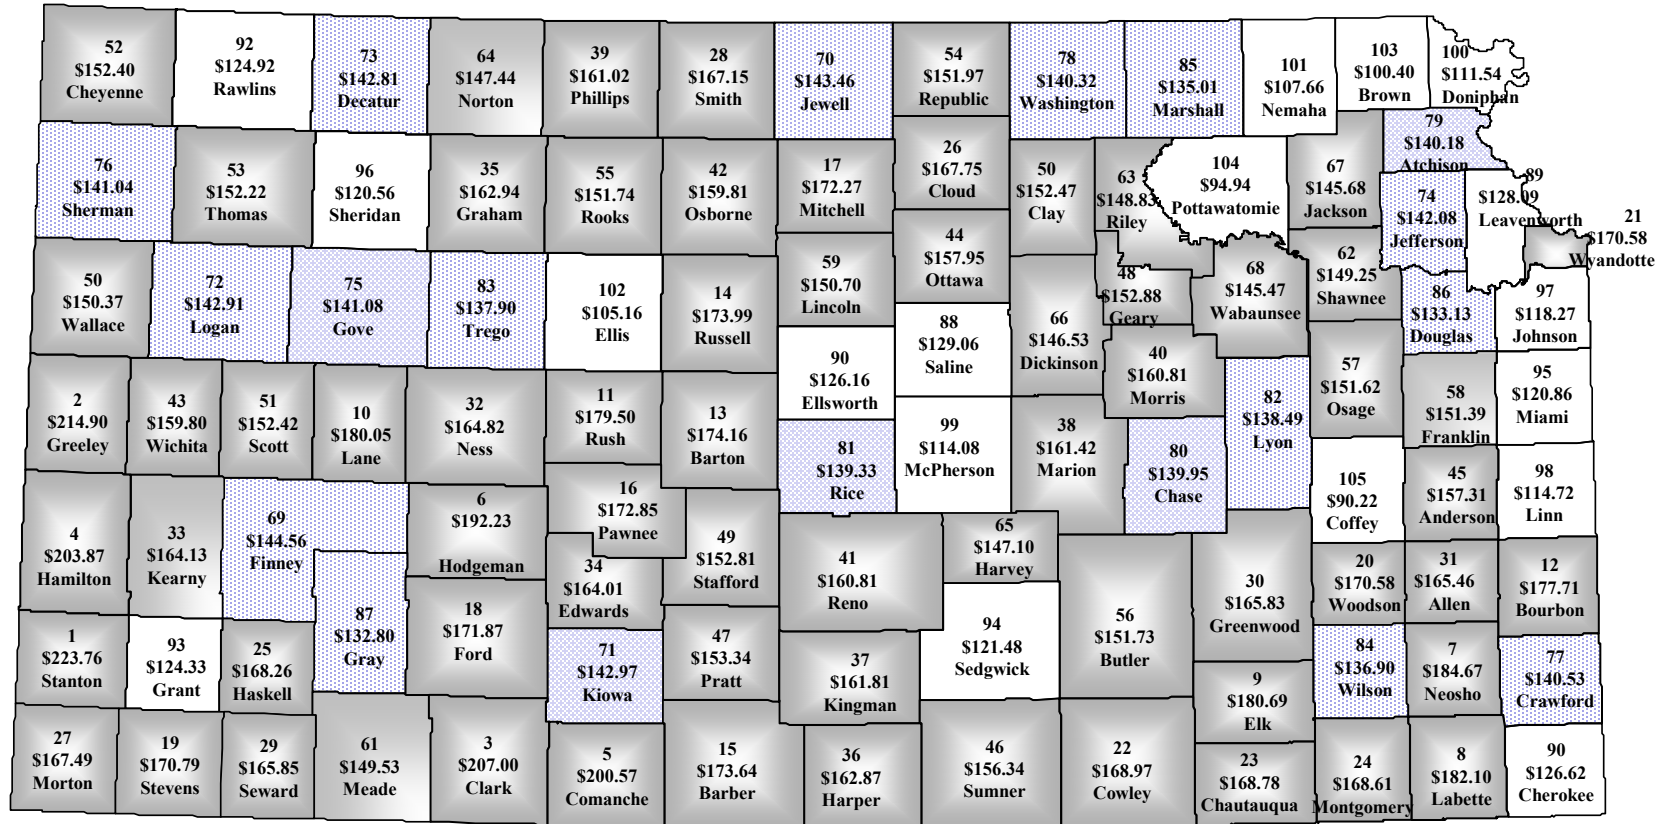 52
$152.40
Cheyenne
92
$124.92
Rawlins
73
$142.81
Decatur
64
$147.44
Norton
39
$161.02
Phillips
28
$167.15
Smith
70
$143.46
Jewell
54
$151.97
Republic
78
$140.32
Washington
85
$135.01
Marshall
101
$107.66
Nemaha
103
$100.40
Brown
100
$111.54
Doniphan
76
$141.04
Sherman
53
$152.22
Thomas
96
$120.56
Sheridan
35
$162.94
Graham
55
$151.74
Rooks
42
$159.81
Osborne
17
$172.27
Mitchell
26
$167.75
Cloud
50
$152.47
Clay
63
$148.83
Riley
104
$94.94
Pottawatomie
67
$145.68
Jackson
79
$140.18
Atchison
74
$142.08
Jefferson
89
$128.09
Leavenworth
21
$170.58
Wyandotte
50
$150.37
Wallace
72
$142.91
Logan
75
$141.08
Gove
83
$137.90
Trego
102
$105.16
Ellis
14
$173.99
Russell
59
$150.70
Lincoln
44
$157.95
Ottawa
48
$152.88
Geary
68
$145.47
Wabaunsee
62
$149.25
Shawnee
86
$133.13
Douglas
97
$118.27
Johnson
90
$126.16
Ellsworth
88
$129.06
Saline
66
$146.53
Dickinson
40
$160.81
Morris
2
$214.90
Greeley
43
$159.80
Wichita
51
$152.42
Scott
10
$180.05
Lane
32
$164.82
Ness
11
$179.50
Rush
13
$174.16
Barton
81
$139.33
Rice
99
$114.08
McPherson
38
$161.42
Marion
80
$139.95
Chase
82
$138.49
Lyon
57
$151.62
Osage
58
$151.39
Franklin
95
$120.86
Miami
4
$203.87
Hamilton
33
$164.13
Kearny
69
$144.56
Finney
6
$192.23
Hodgeman
16
$172.85
Pawnee
34
$164.01
Edwards
49
$152.81
Stafford
41
$160.81
Reno
65
$147.10
Harvey
105
$90.22
Coffey
45
$157.31
Anderson
98
$114.72
Linn
1
$223.76
Stanton
93
$124.33
Grant
25
$168.26
Haskell
87
$132.80
Gray
18
$171.87
Ford
71
$142.97
Kiowa
47
$153.34
Pratt
37
$161.81
Kingman
94
$121.48
Sedgwick
56
$151.73
Butler
30
$165.83
Greenwood
20
$170.58
Woodson
31
$165.46
Allen
12
$177.71
Bourbon
9
$180.69
Elk
84
$136.90
Wilson
7
$184.67
Neosho
77
$140.53
Crawford
27
$167.49
Morton
19
$170.79
Stevens
29
$165.85
Seward
61
$149.53
Meade
3
$207.00
Clark
5
$200.57
Comanche
15
$173.64
Barber
36
$162.87
Harper
46
$156.34
Sumner
22
$168.97
Cowley
23
$168.78
Chautauqua
24
$168.61
Montgomery
8
$182.10
Labette
90
$126.62
Cherokee